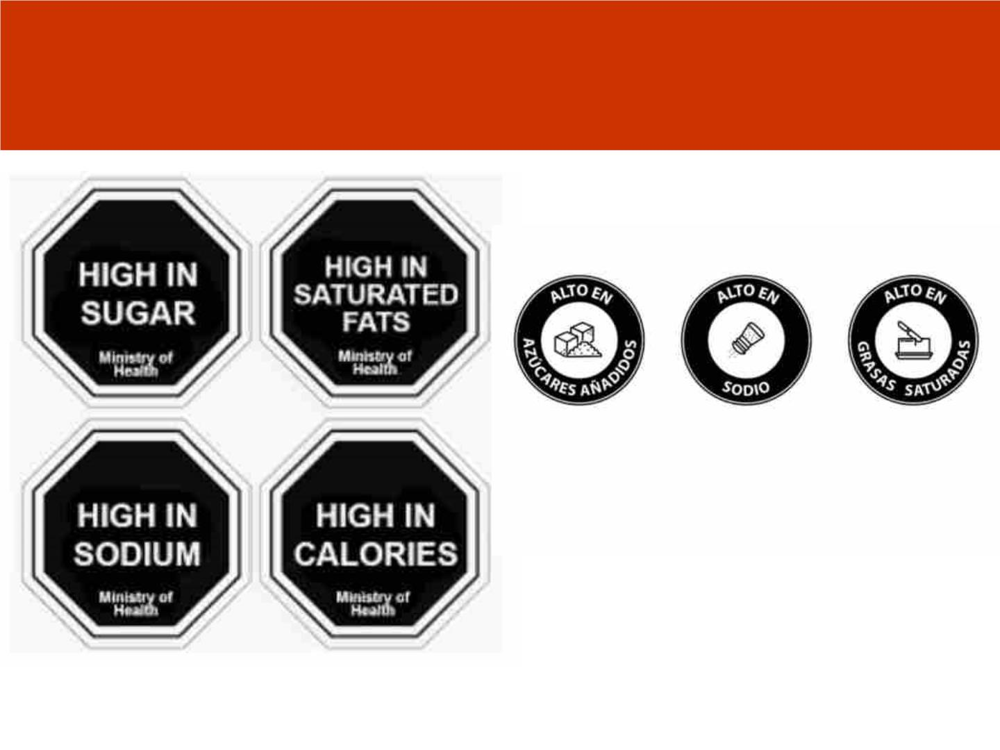 HIGH IN
SUGAR
Ministry of
Health
HIGH IN
SATURATED
FATS
Ministry of
Health
HIGH IN
SODIUM
Ministry of
Health
HIGH IN
CALORIES
Ministry of
Health
ALTO EN
AZÚCARES AÑADIDOS
ALTO EN
SODIO
ALTO EN
GRASAS SATURADAS